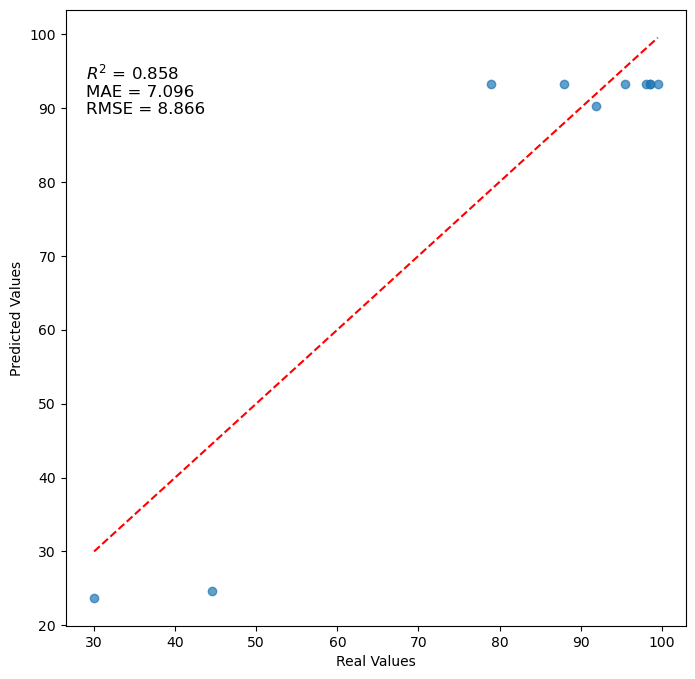 100
90
80
70
60
50
40
30
20
R² = 0.858
MAE = 7.096
RMSE = 8.866
Predicted Values
30 40 50 60 70 80 90 100
Real Values